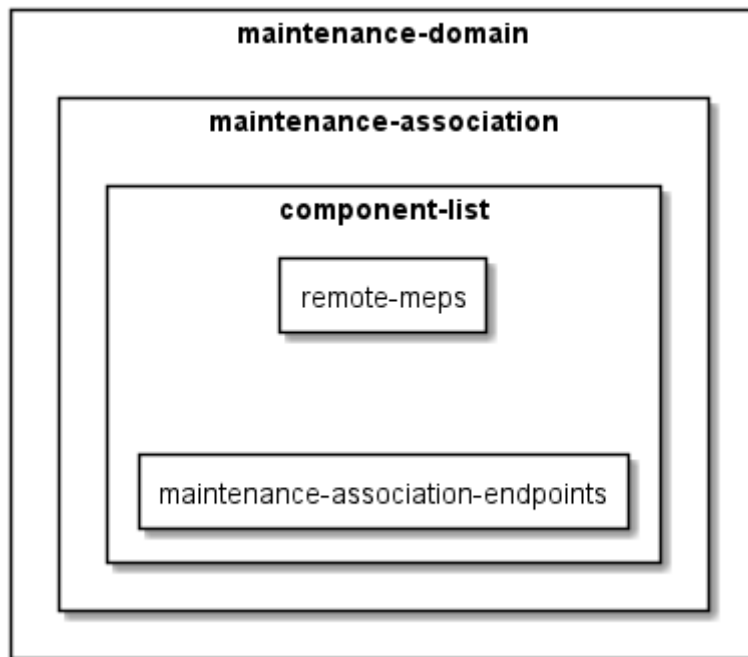 maintenance-domain
maintenance-association
component-list
remote-meps
maintenance-association-endpoints